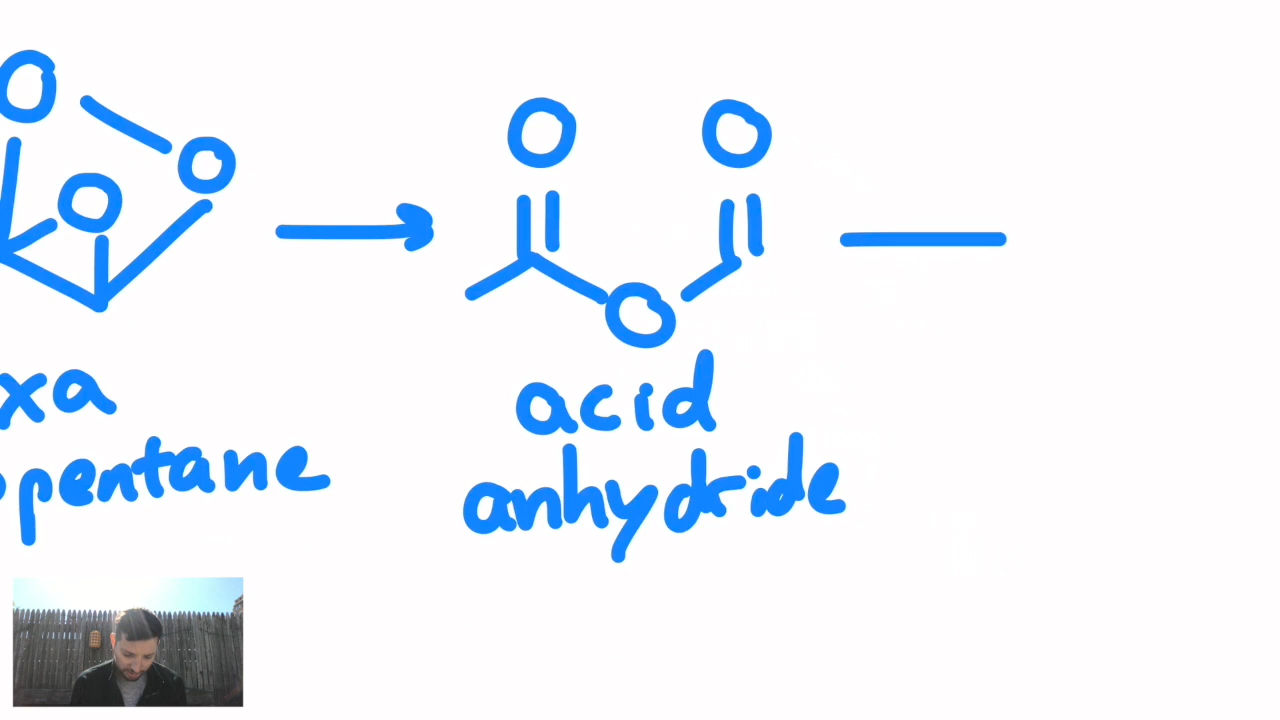 O O
O O
O
O
xa
pentane
acid
anhydride